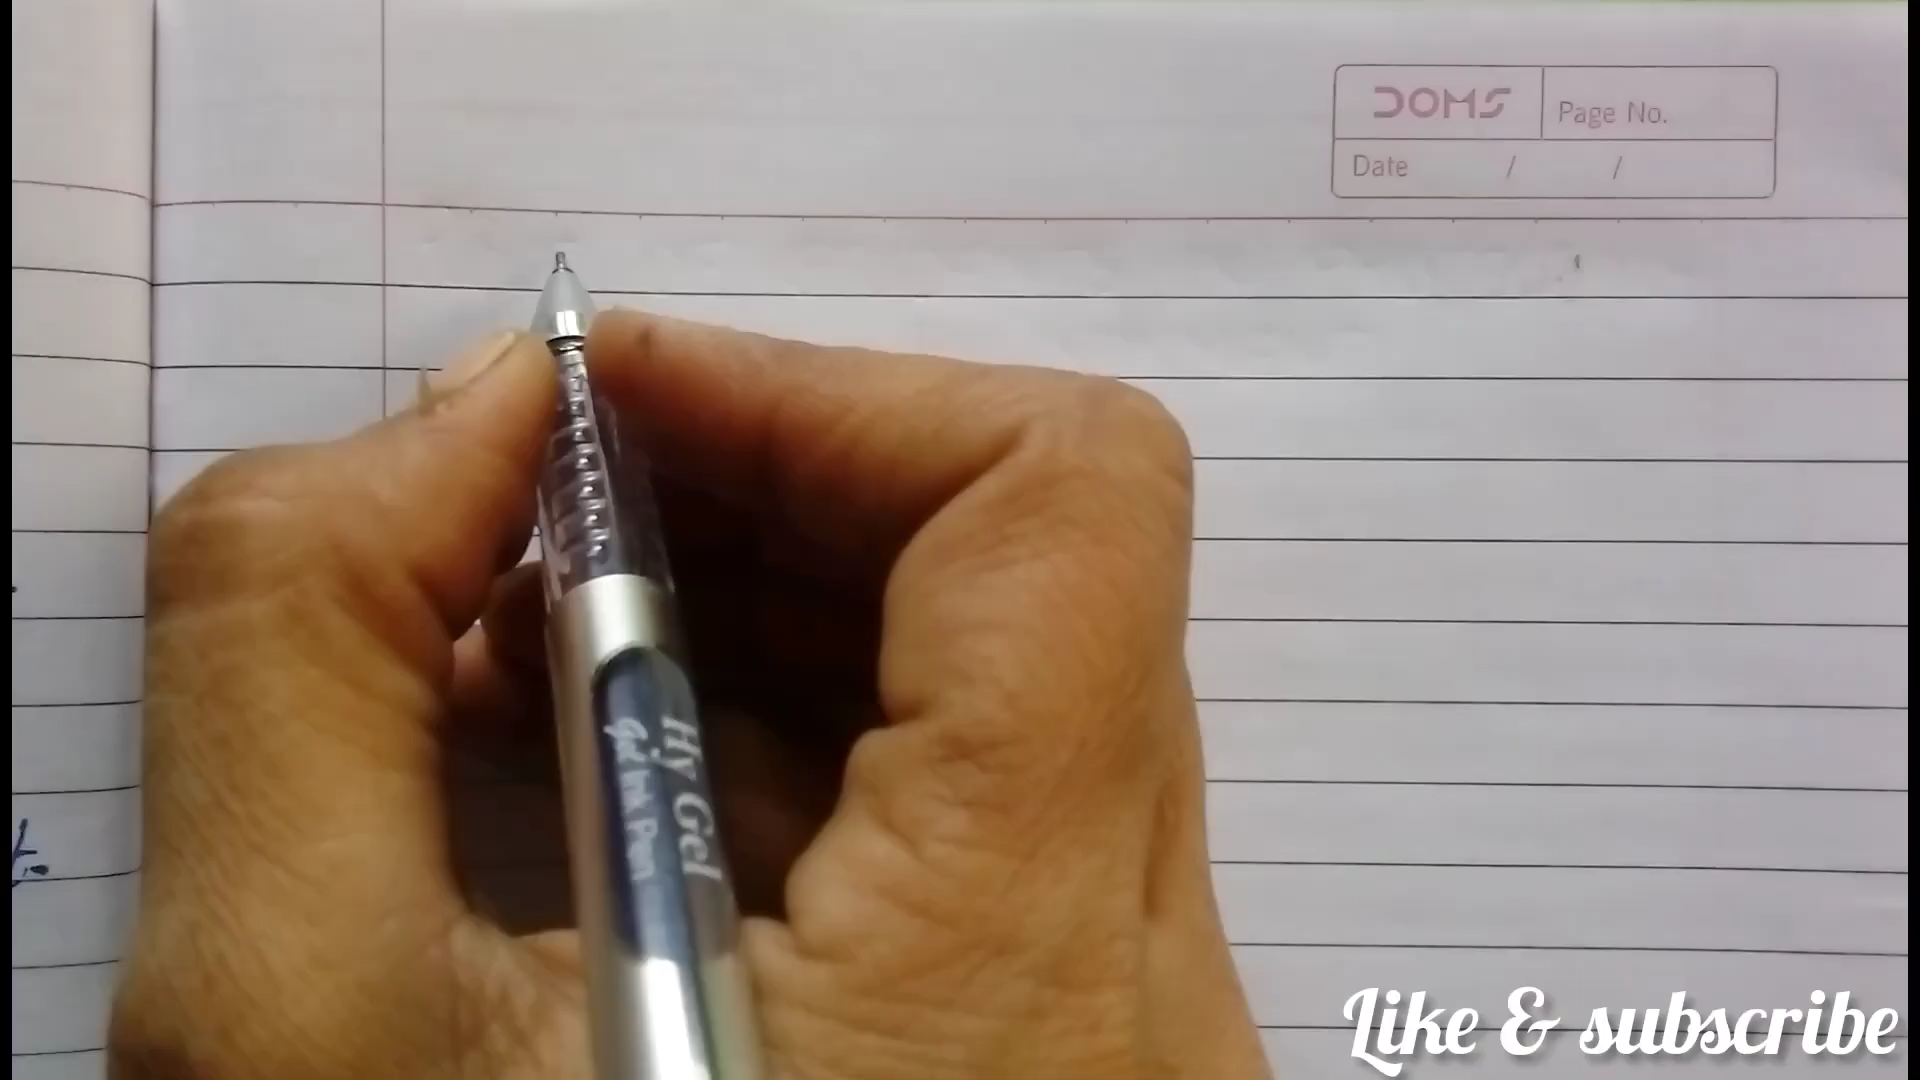 DOMS Page No.
Date / /
Hy Gel
Gel Ink Pen
Like & subscribe